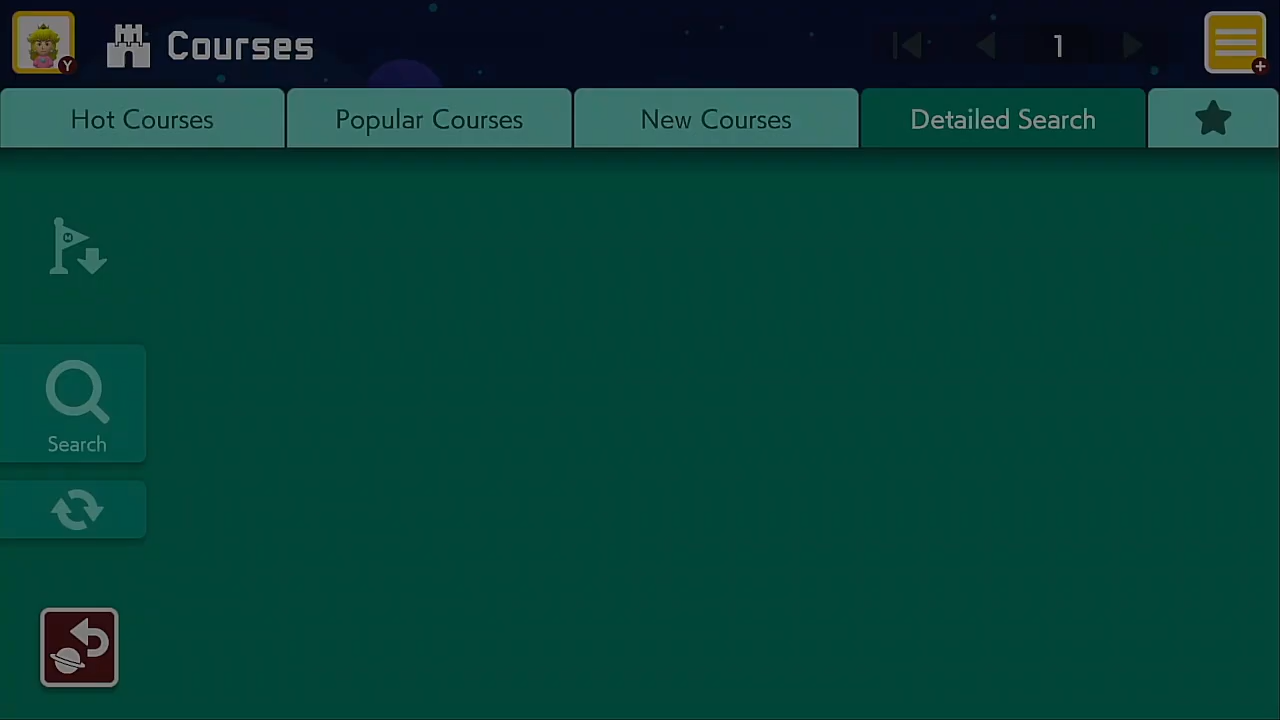 Y
Courses
1
+
Hot Courses
Popular Courses
New Courses
Detailed Search
M
Search